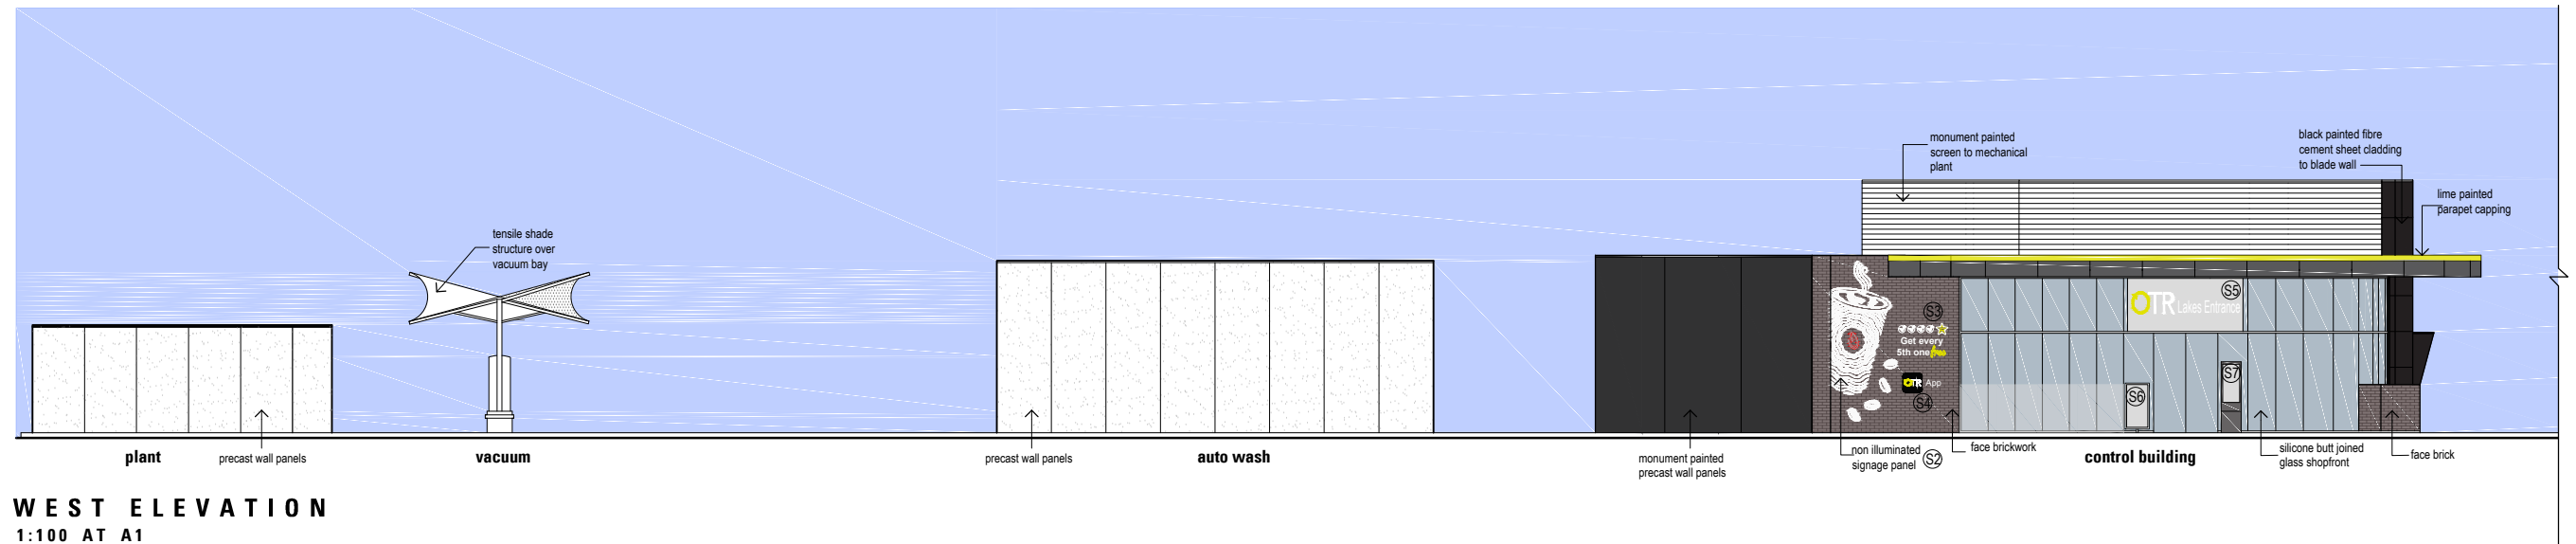 monument painted
screen to mechanical
plant
black painted fibre
cement sheet cladding
to blade wall
lime painted
parapet capping
tensile shade
structure over
vacuum bay
OTR Lakes Entrance
S5
S3
Get every
5th one free
OTR App
S4
S7
S6
plant
precast wall panels
vacuum
precast wall panels
auto wash
monument painted
precast wall panels
non illuminated
signage panel S2
face brickwork
control building
silicone butt joined
glass shopfront
face brick
WEST ELEVATION
1:100 AT A1